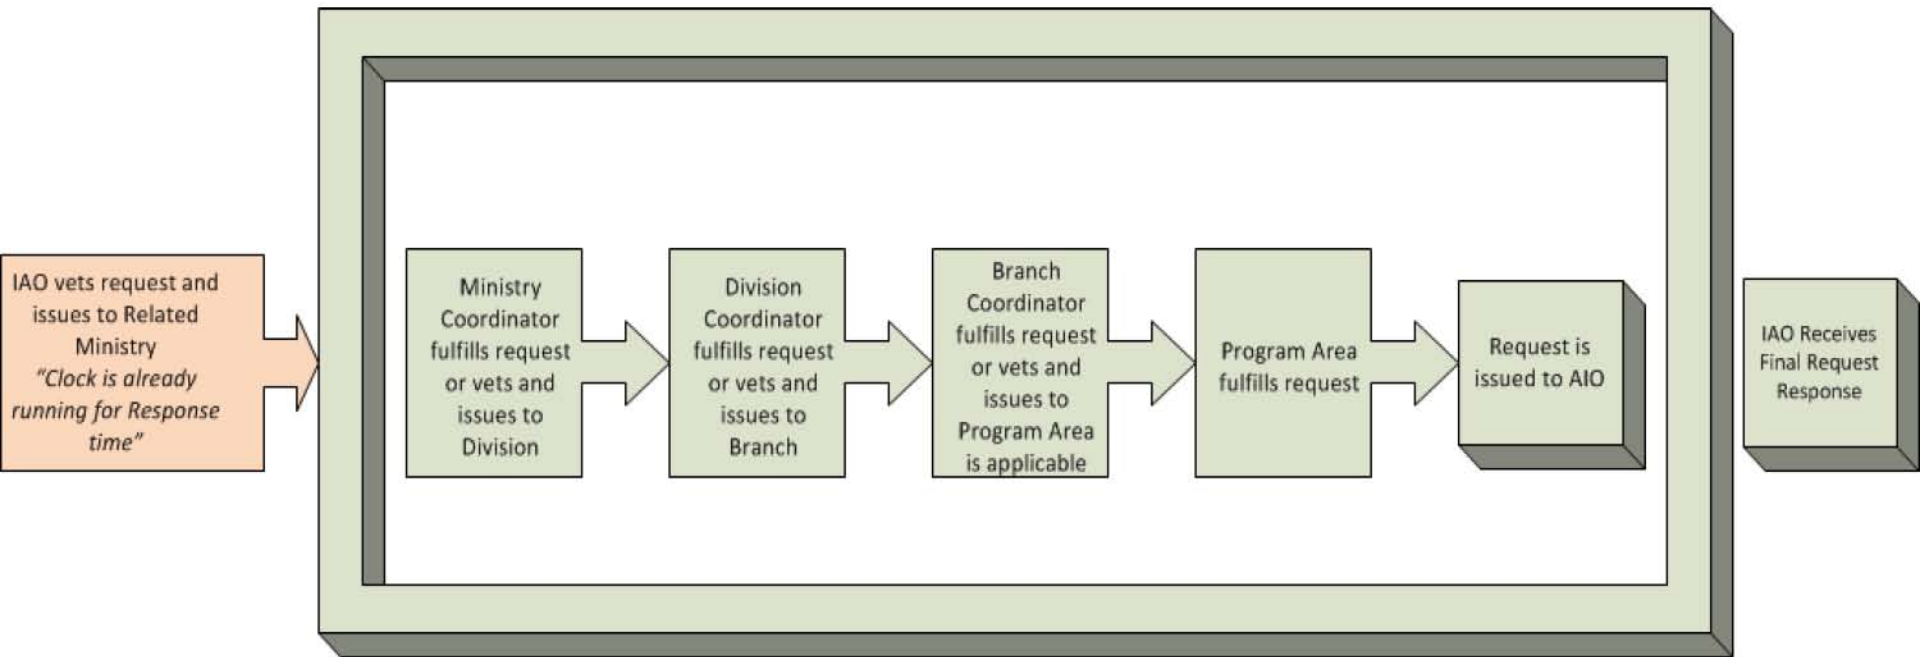 IAO vets request and
issues to Related
Ministry
“Clock is already
running for Response
time”
Ministry
Coordinator
fulfills request
or vets and
issues to
Division
Division
Coordinator
fulfills request
or vets and
issues to
Branch
Branch
Coordinator
fulfills request
or vets and
issues to
Program Area
is applicable
Program Area
fulfills request
Request is
issued to AIO
IAO Receives
Final Request
Response